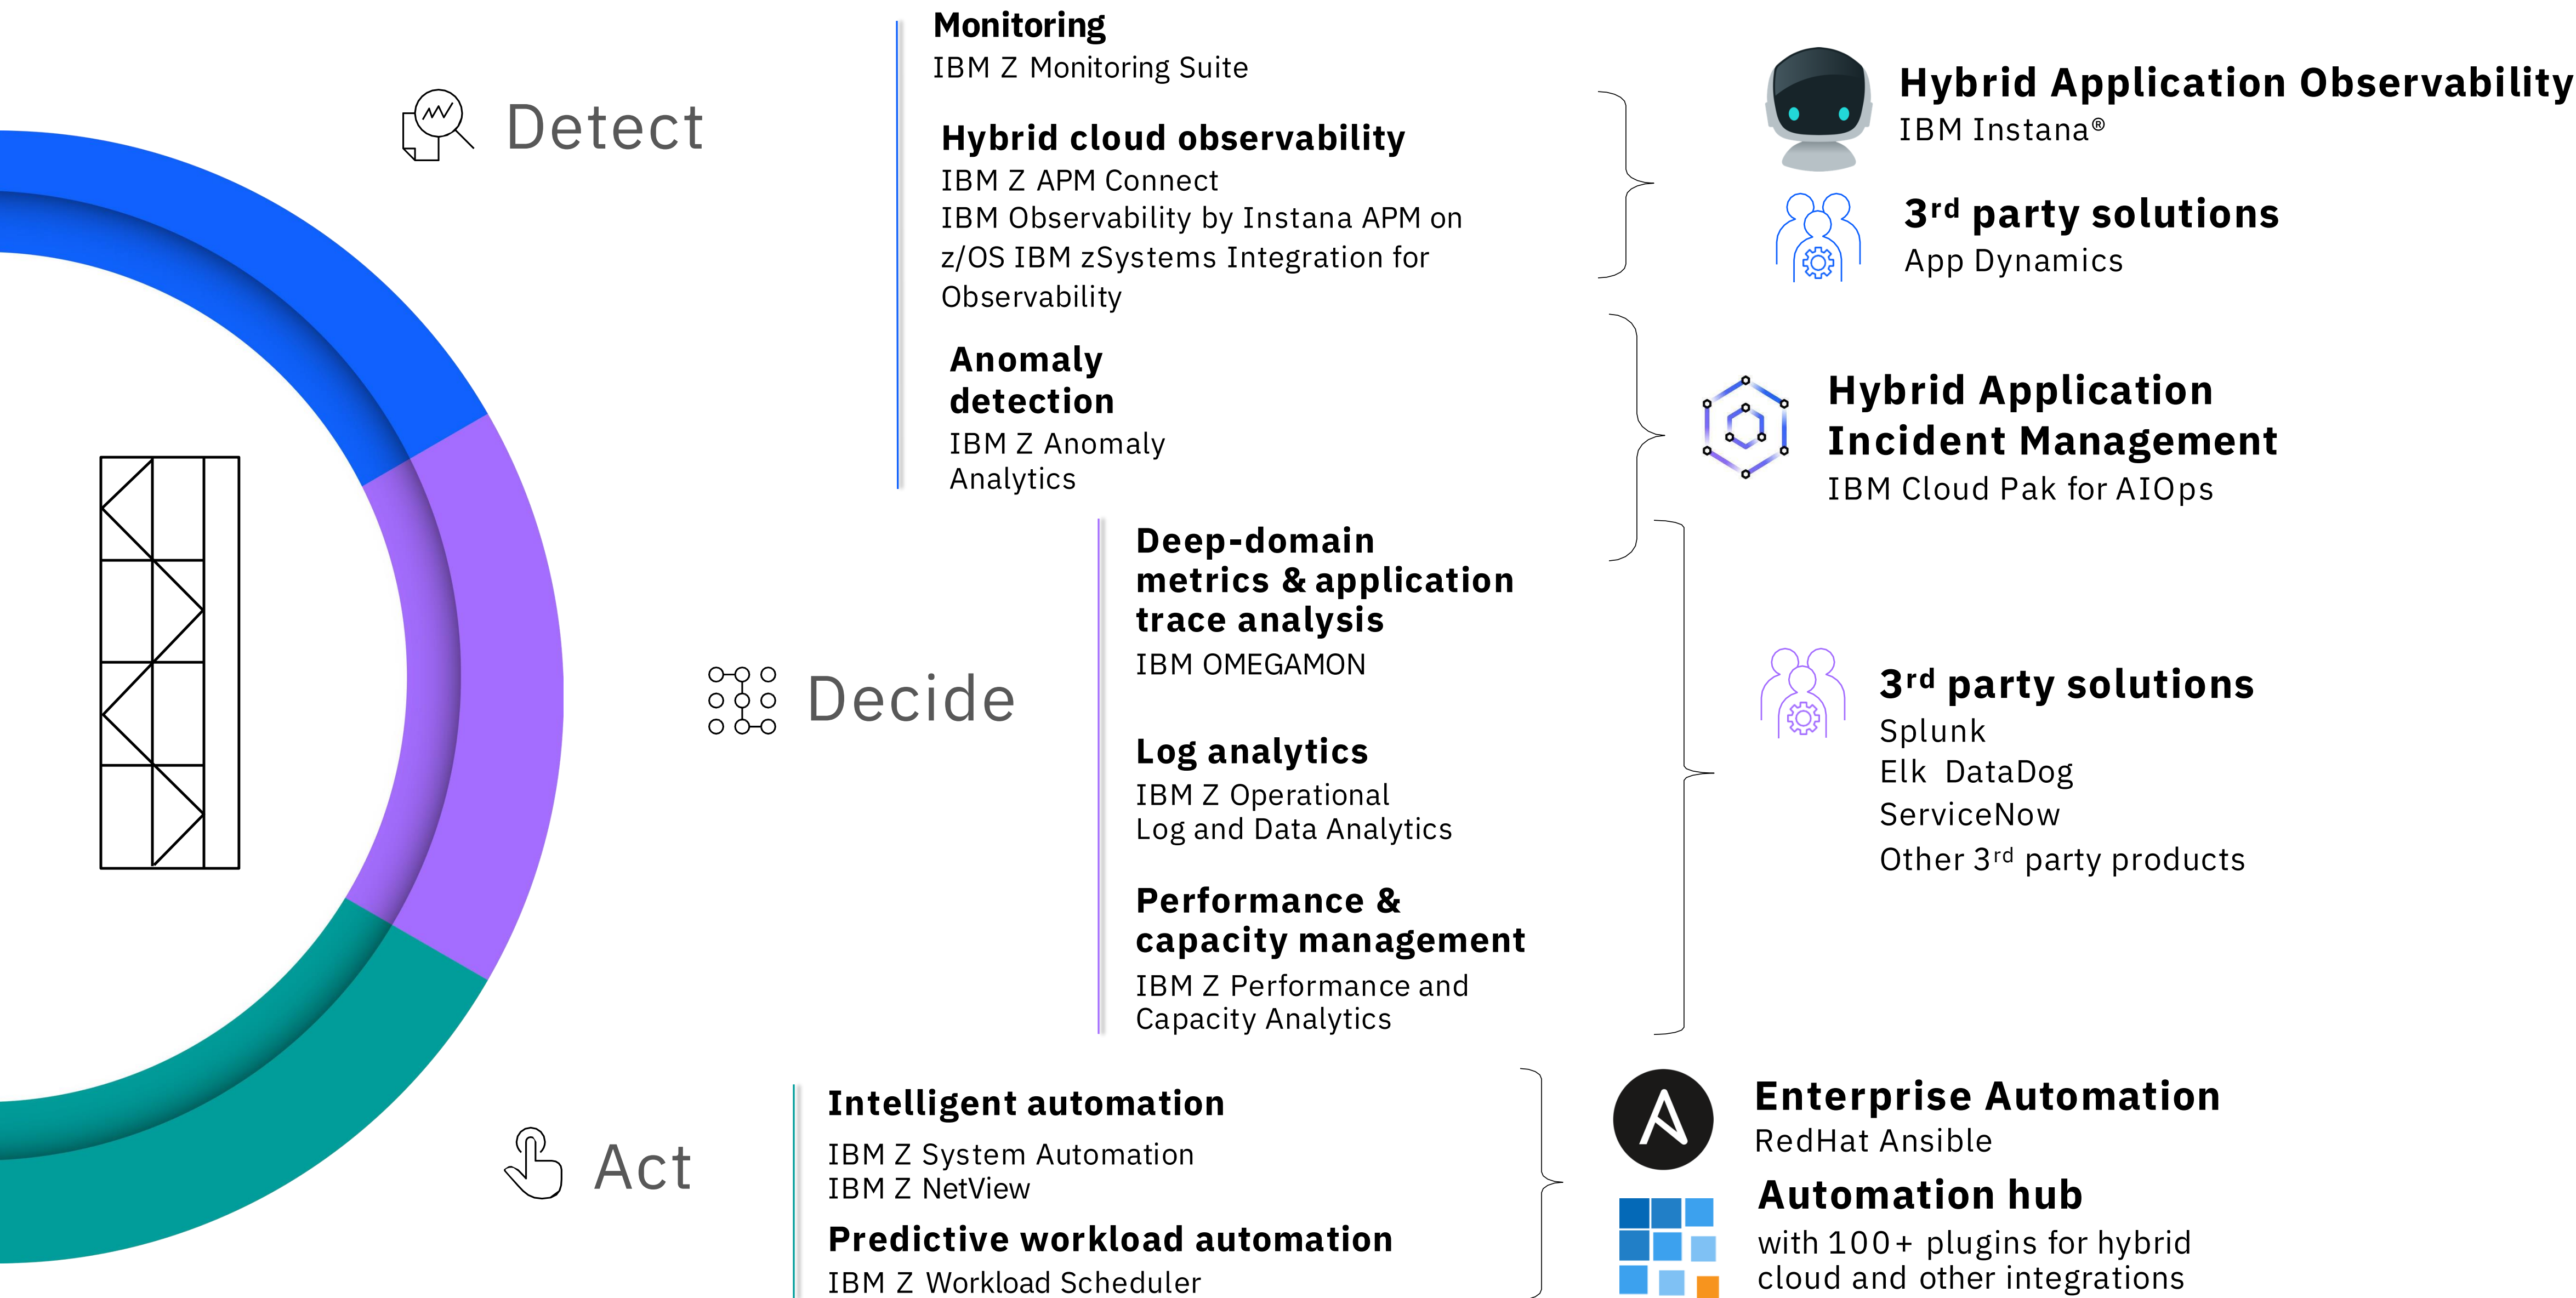 Detect
Monitoring
IBM Z Monitoring Suite
Hybrid cloud observability
IBM Z APM Connect
IBM Observability by Instana APM on
z/OS IBM zSystems Integration for
Observability
Anomaly
detection
IBM Z Anomaly
Analytics
Hybrid Application Observability
IBM Instana®
3rd party solutions
App Dynamics
Hybrid Application
Incident Management
IBM Cloud Pak for AIOps
Decide
Deep-domain
metrics & application
trace analysis
IBM OMEGAMON
Log analytics
IBM Z Operational
Log and Data Analytics
Performance &
capacity management
IBM Z Performance and
Capacity Analytics
3rd party solutions
Splunk
Elk DataDog
ServiceNow
Other 3rd party products
Act
Intelligent automation
IBM Z System Automation
IBM Z NetView
Predictive workload automation
IBM Z Workload Scheduler
Enterprise Automation
RedHat Ansible
Automation hub
with 100+ plugins for hybrid
cloud and other integrations